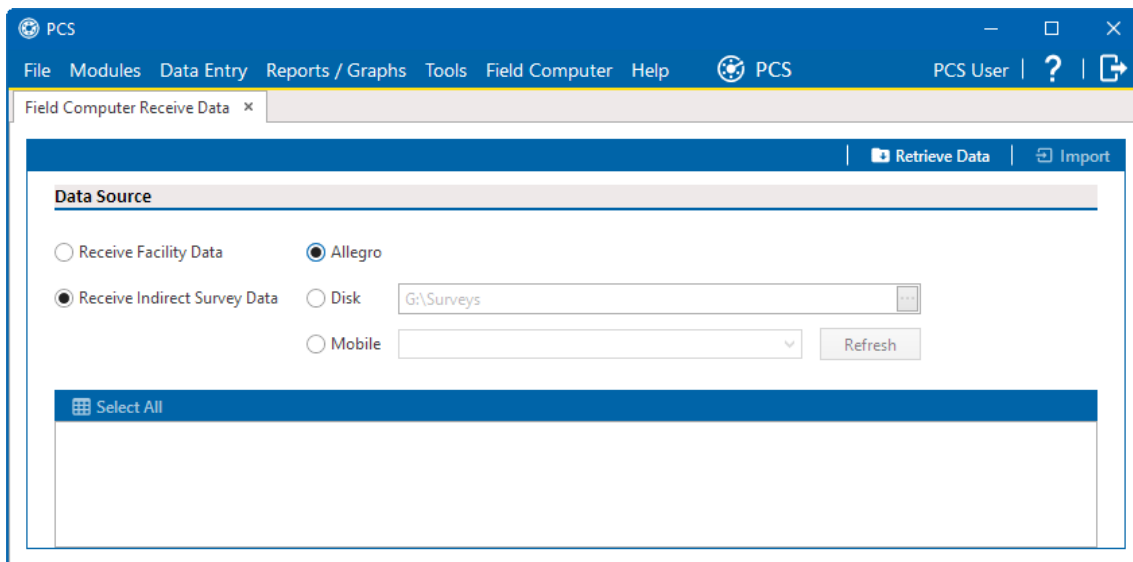 PCS
File Modules Data Entry Reports / Graphs Tools Field Computer Help PCS PCS User | ? |
Field Computer Receive Data ×
Retrieve Data Import
Data Source
Receive Facility Data Allegro
Receive Indirect Survey Data Disk G:\Surveys ...
Mobile Refresh
Select All